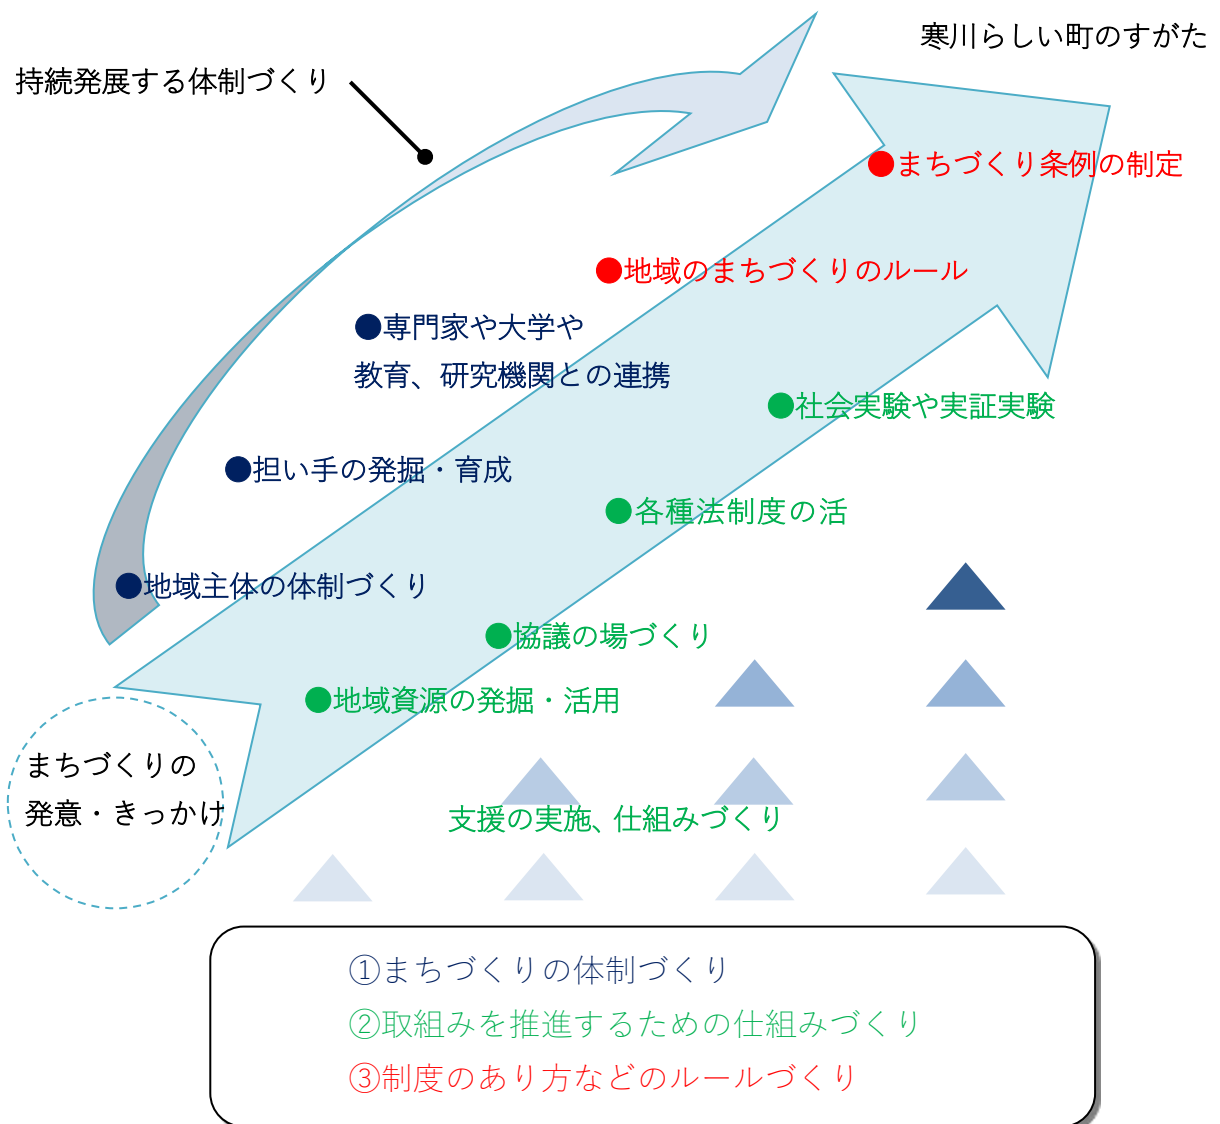 寒川らしい町のすがた
持続発展する体制づくり
●まちづくり条例の制定
●地域のまちづくりのルール
●専門家や大学や
教育、研究機関との連携
●社会実験や実証実験
●担い手の発掘・育成
●各種法制度の活
●地域主体の体制づくり
●協議の場づくり
●地域資源の発掘・活用
まちづくりの
発意・きっかけ
支援の実施、仕組みづくり
①まちづくりの体制づくり
②取組みを推進するための仕組みづくり
③制度のあり方などのルールづくり